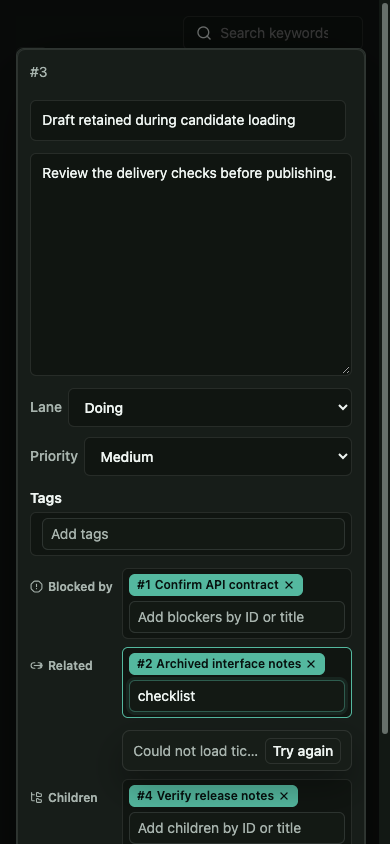 Search keywords
#3
Draft retained during candidate loading
Review the delivery checks before publishing.
Lane Doing
Priority Medium
Tags
Add tags
Blocked by #1 Confirm API contract ×
Add blockers by ID or title
Related #2 Archived interface notes ×
checklist
Could not load tic... Try again
Children #4 Verify release notes ×
Add children by ID or title